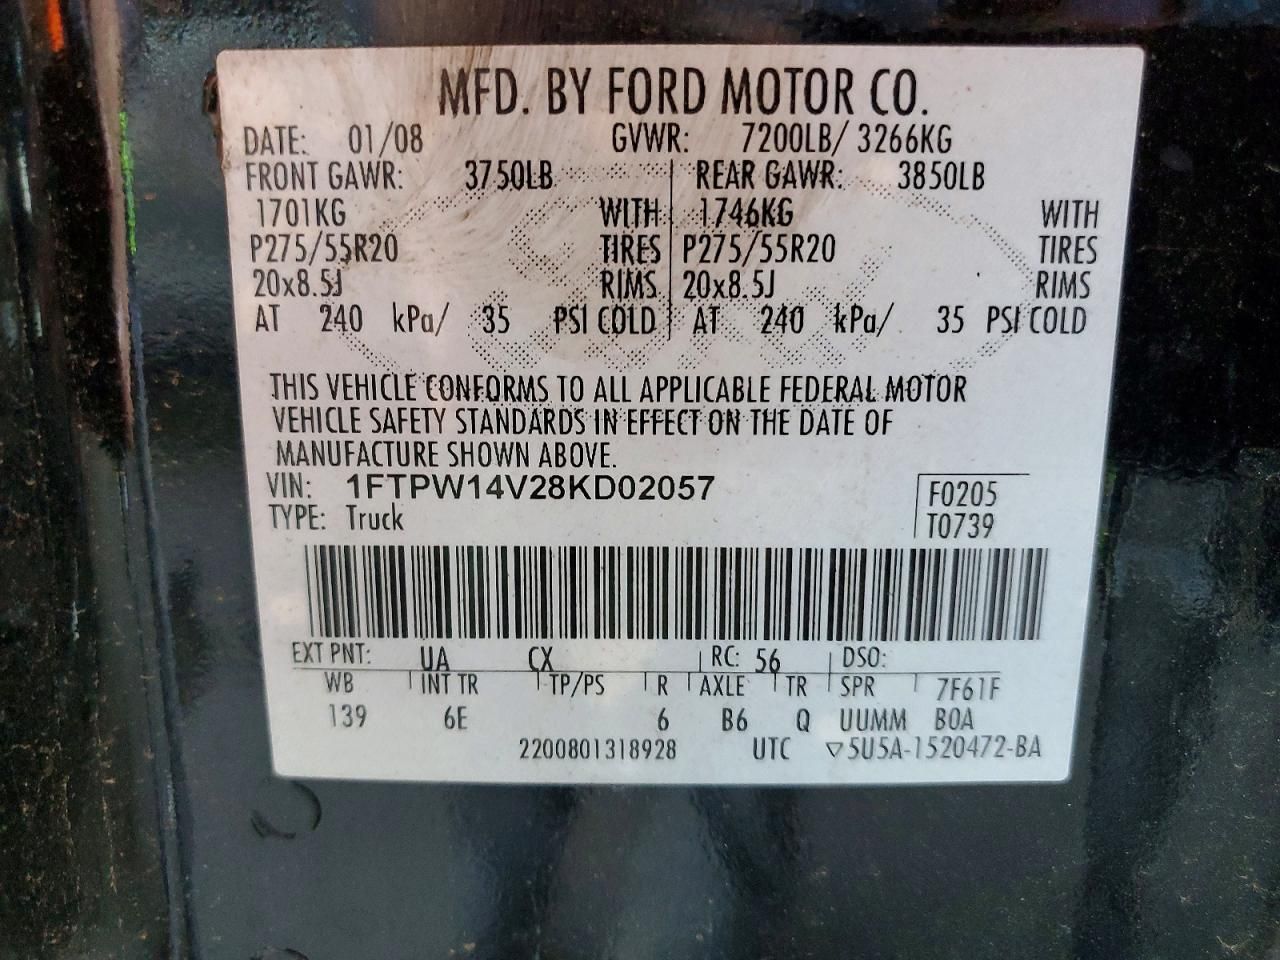 MFD. BY FORD MOTOR CO.
DATE: 01/08 GVWR: 7200LB/ 3266KG
FRONT GAWR: 3750LB REAR GAWR: 3850LB
1701KG WITH 1746KG WITH
P275/55R20 TIRES P275/55R20 TIRES
20x8.5J RIMS 20x8.5J RIMS
AT 240 kPa/ 35 PSI COLD AT 240 kPa/ 35 PSI COLD
THIS VEHICLE CONFORMS TO ALL APPLICABLE FEDERAL MOTOR
VEHICLE SAFETY STANDARDS IN EFFECT ON THE DATE OF
MANUFACTURE SHOWN ABOVE.
VIN: 1FTPW14V28KD02057 F0205
TYPE: Truck T0739
EXT PNT: UA CX RC: 56 DSO:
WB INT TR TP/PS R AXLE TR SPR 7F61F
139 6E 6 B6 Q UUMM BOA
2200801318928 UTC ▽5U5A-1520472-BA